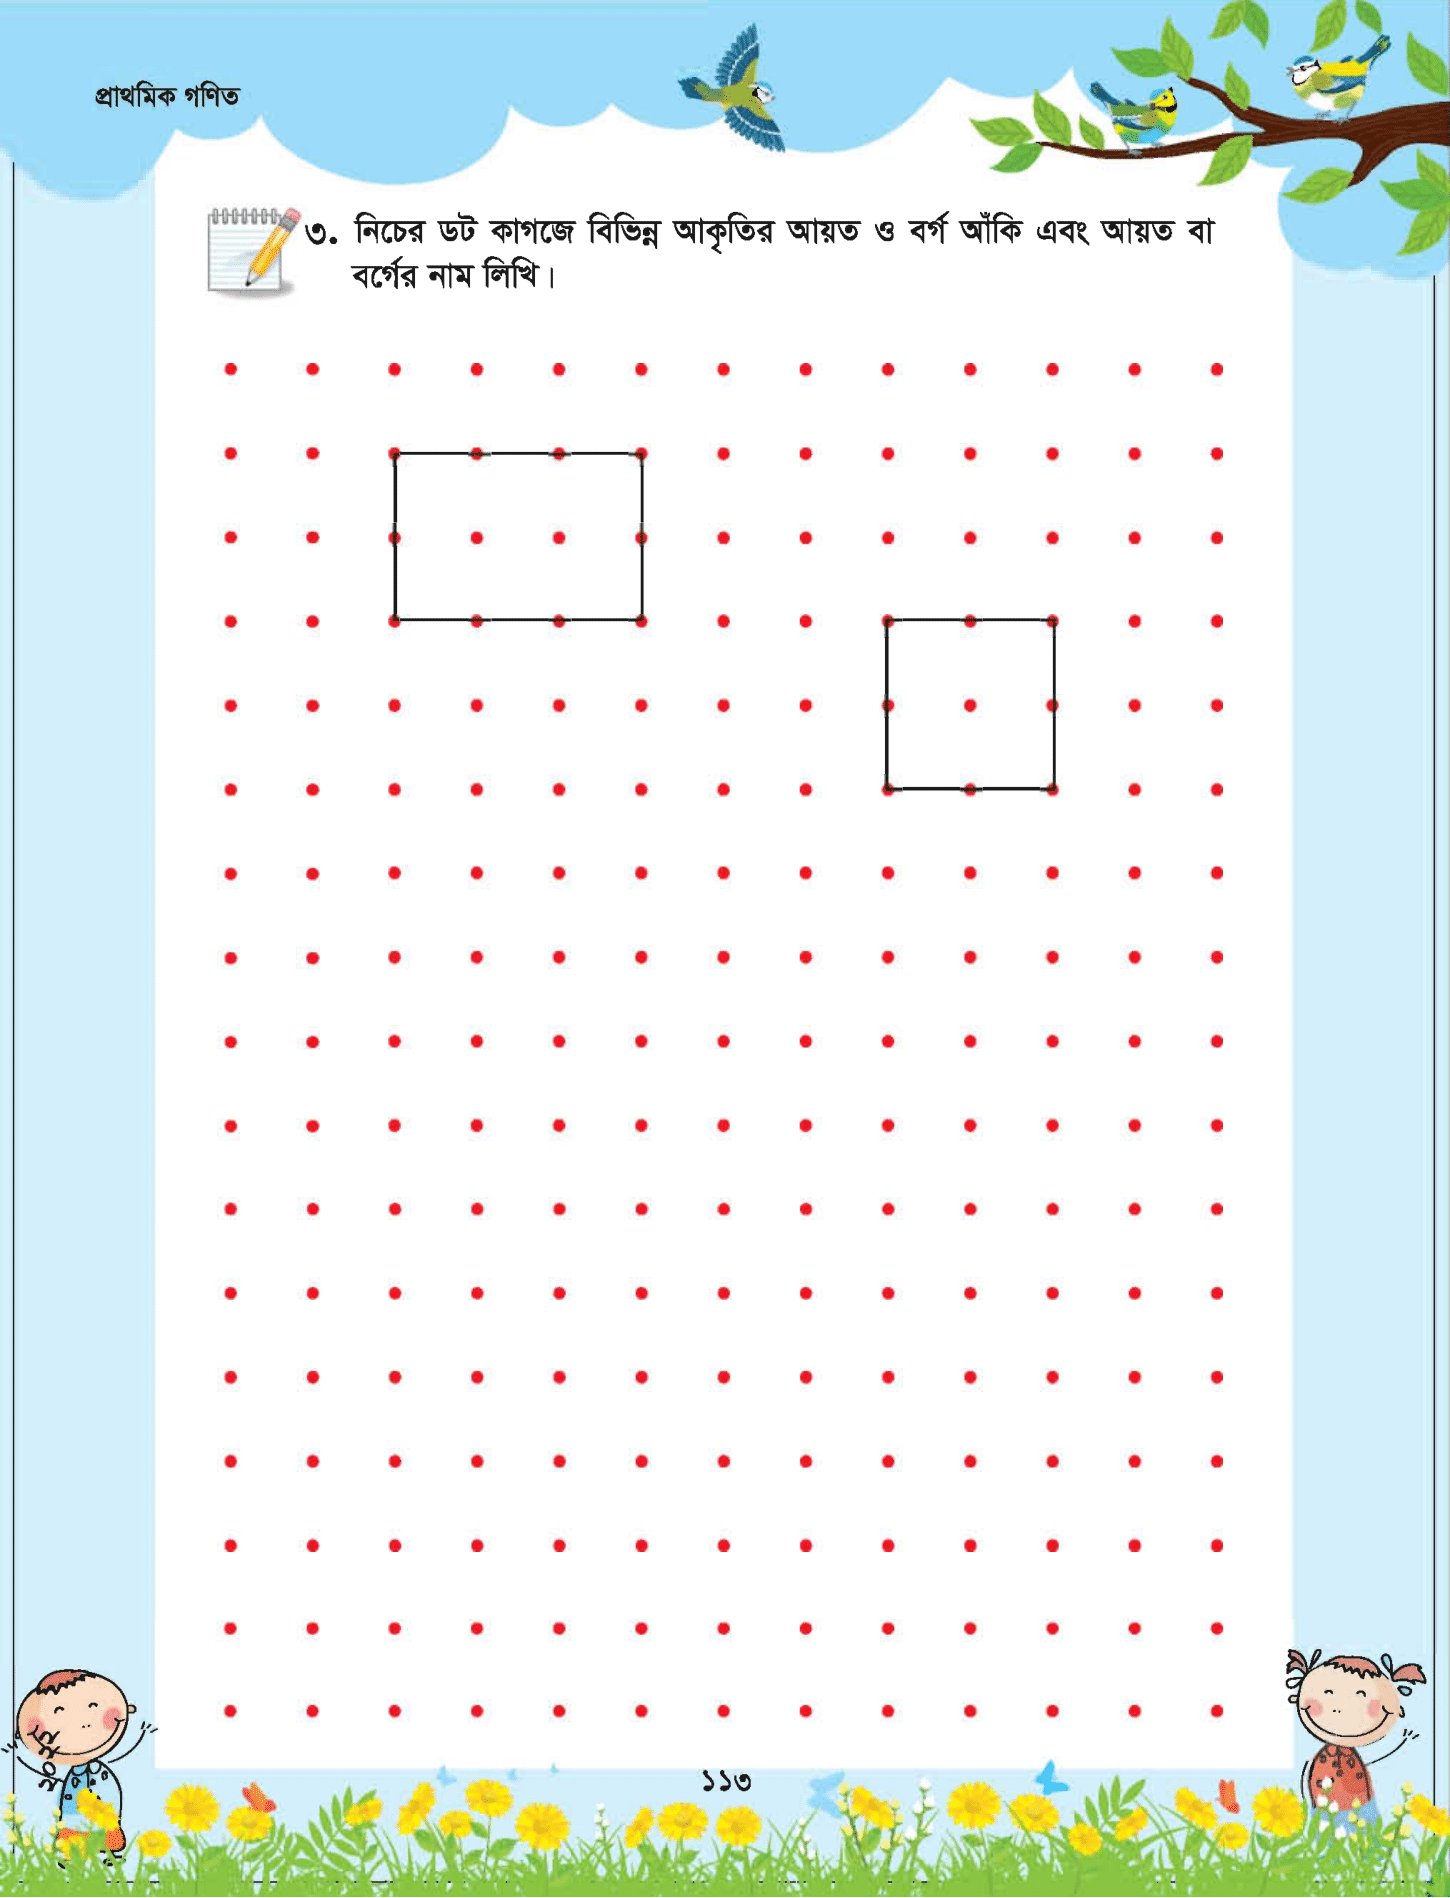 প্রাথমিক গণিত
৩. নিচের ডট কাগজে বিভিন্ন আকৃতির আয়ত ও বর্গ আঁকি এবং আয়ত বা
বর্গের নাম লিখি।
১১৩